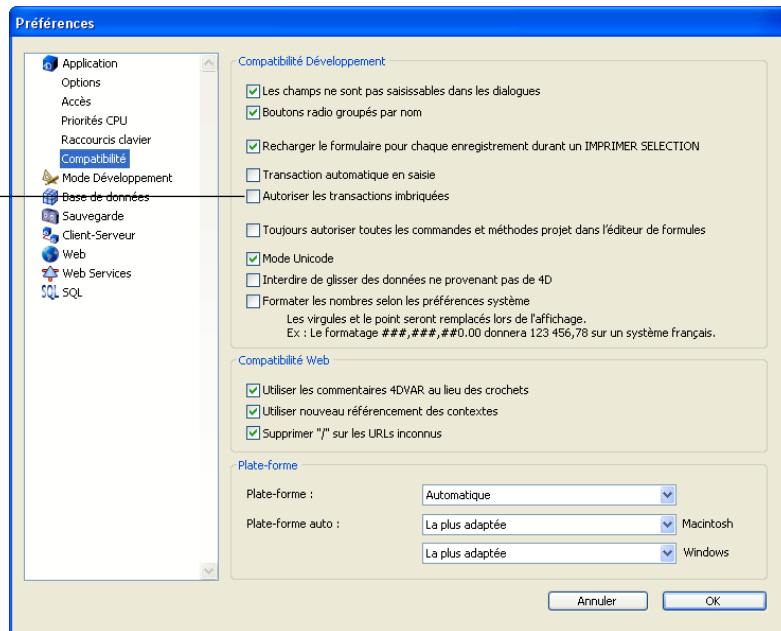 Préférences
Application
Options
Accès
Priorités CPU
Raccourcis clavier
Compatibilité
Mode Développement
Base de données
Sauvegarde
Client-Serveur
Web
Web Services
SQL SQL
Compatibilité Développement
Les champs ne sont pas saisissables dans les dialogues
Boutons radio groupés par nom
Recharger le formulaire pour chaque enregistrement durant un IMPRIMER SELECTION
Transaction automatique en saisie
Autoriser les transactions imbriquées
Toujours autoriser toutes les commandes et méthodes projet dans l'éditeur de formules
Mode Unicode
Interdire de glisser des données ne provenant pas de 4D
Formater les nombres selon les préférences système
Les virgules et le point seront remplacés lors de l'affichage.
Ex : Le formatage ###,###,##0.00 donnera 123 456,78 sur un système français.
Compatibilité Web
Utiliser les commentaires 4DVAR au lieu des crochets
Utiliser nouveau référencement des contextes
Supprimer "/" sur les URLs inconnus
Plate-forme
Plate-forme : Automatique
Plate-forme auto : La plus adaptée Macintosh
La plus adaptée Windows
Annuler OK